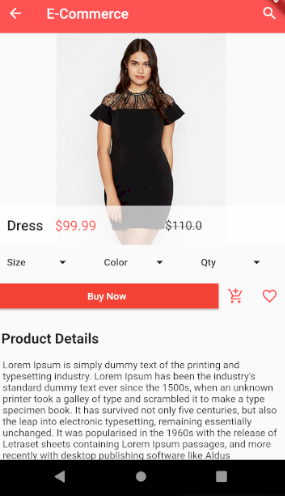 E-Commerce
Dress $99.99 $110.0
Size Color Qty
Buy Now
Product Details
Lorem Ipsum is simply dummy text of the printing and
typesetting industry. Lorem Ipsum has been the industry's
standard dummy text ever since the 1500s, when an unknown
printer took a galley of type and scrambled it to make a type
specimen book. It has survived not only five centuries, but also
the leap into electronic typesetting, remaining essentially
unchanged. It was popularised in the 1960s with the release of
Letraset sheets containing Lorem Ipsum passages, and more
recently with desktop publishing software like Aldus